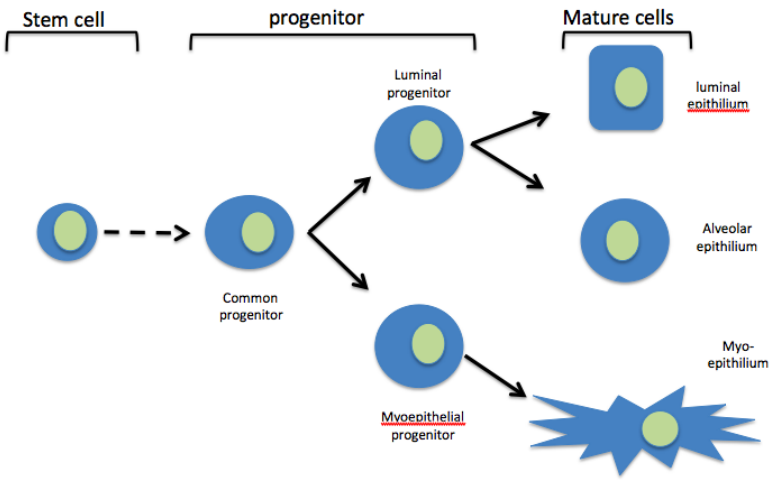 Stem cell
progenitor
Mature cells
Luminal
progenitor
luminal
epithilium
Common
progenitor
Alveolar
epithilium
Myoepithelial
progenitor
Myo-
epithilium